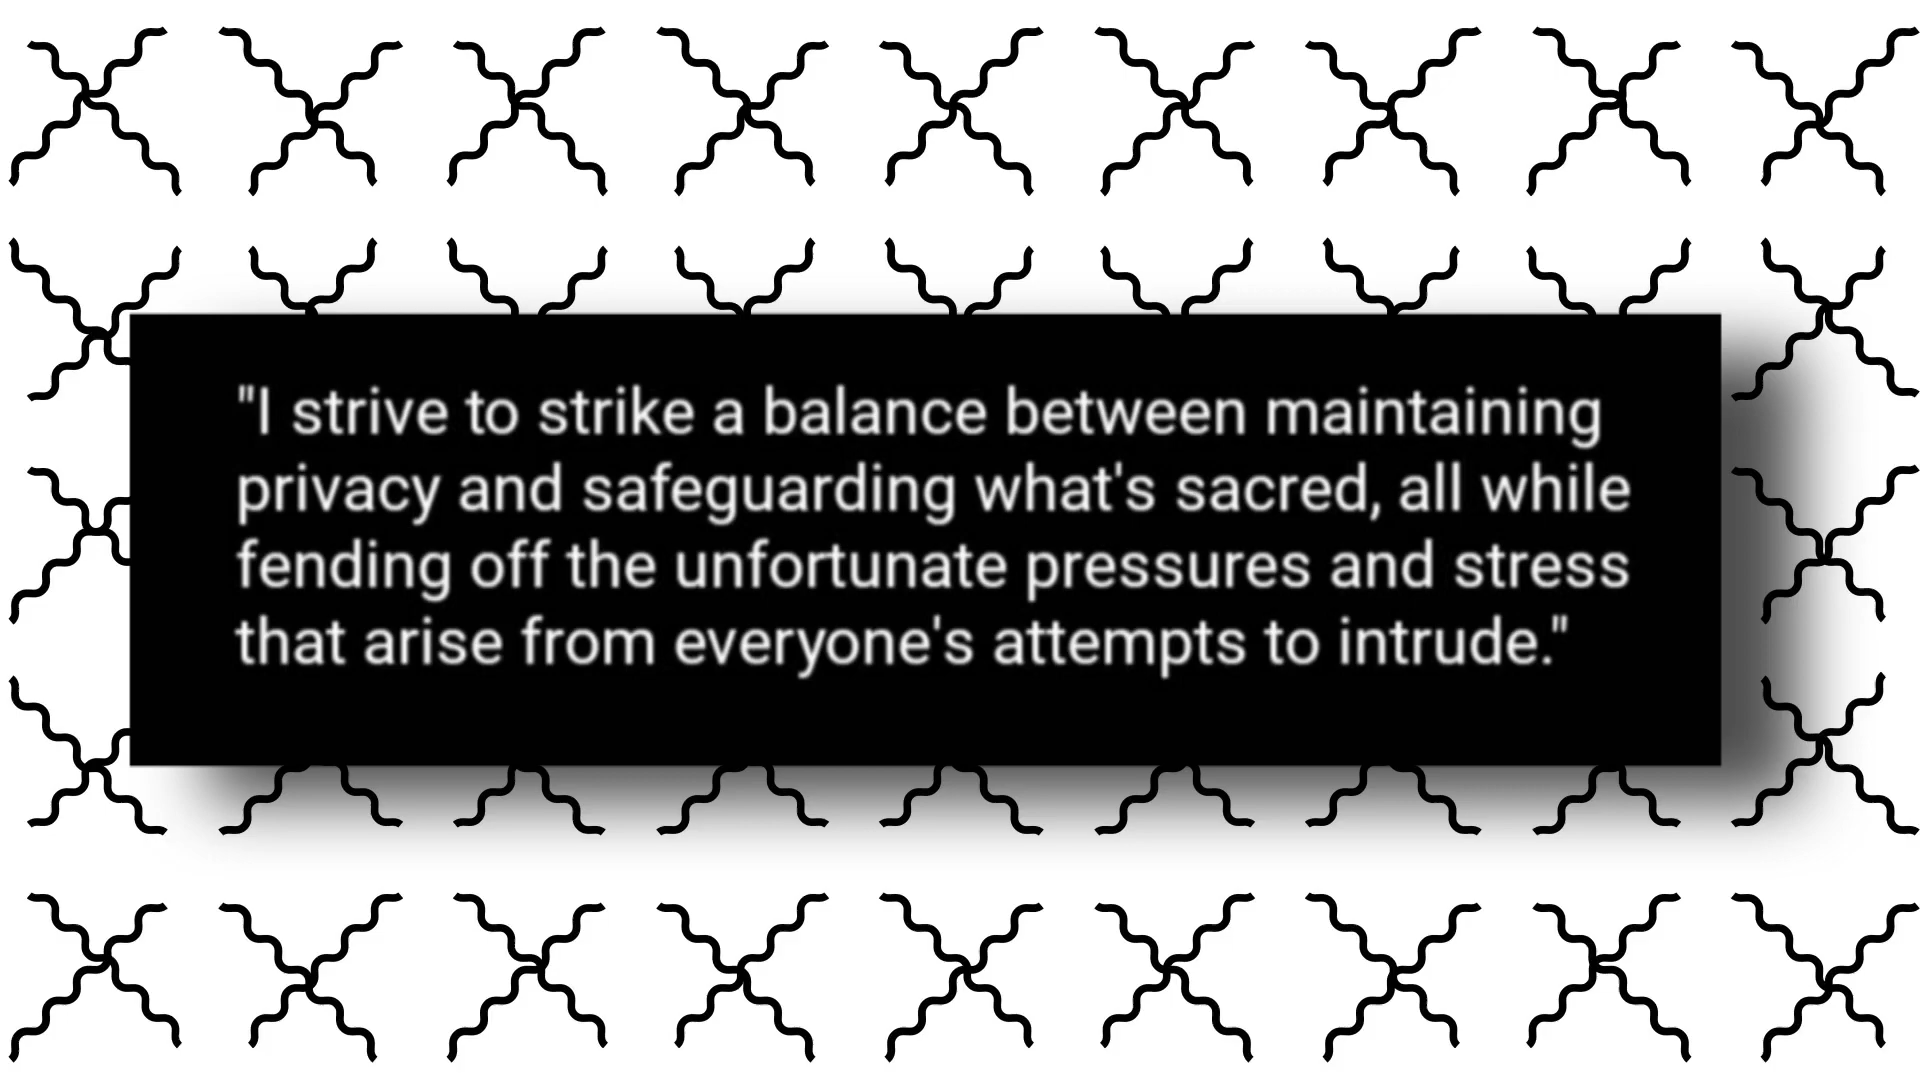 "I strive to strike a balance between maintaining
privacy and safeguarding what's sacred, all while
fending off the unfortunate pressures and stress
that arise from everyone's attempts to intrude."